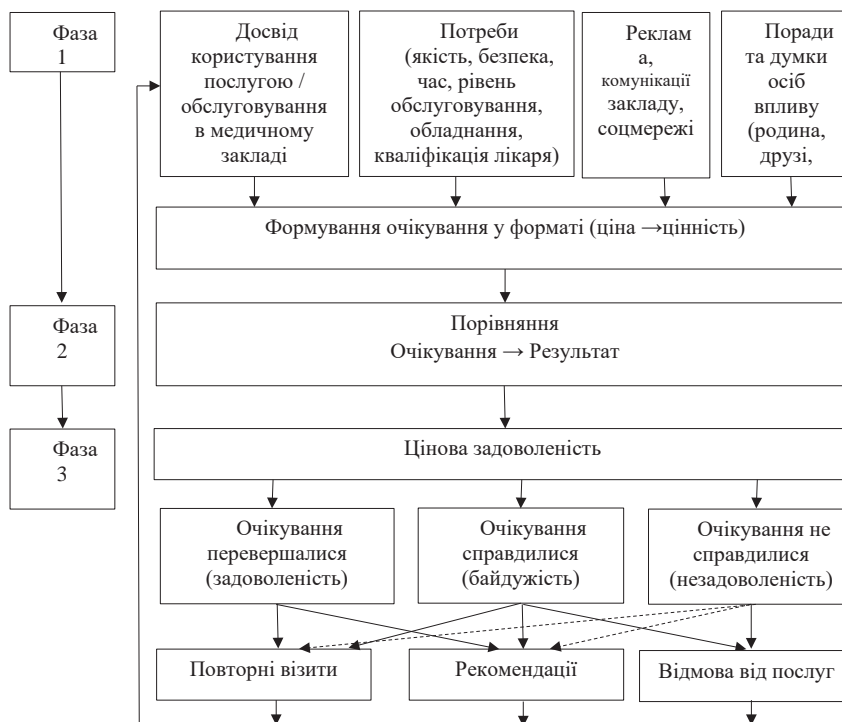 Фаза
1
Досвід
користування
послугою /
обслуговування
в медичному
закладі
Потреби
(якість, безпека,
час, рівень
обслуговування,
обладнання,
кваліфікація лікаря)
Реклам
а,
комунікації
закладу,
соцмережі
Поради
та думки
осіб
впливу
(родина,
друзі,
Формування очікування у форматі (ціна →цінність)
Фаза
2
Порівняння
Очікування → Результат
Фаза
3
Цінова задоволеність
Очікування
перевершалися
(задоволеність)
Очікування
справдилися
(байдужість)
Очікування не
справдилися
(незадоволеність)
Повторні візити
Рекомендації
Відмова від послуг